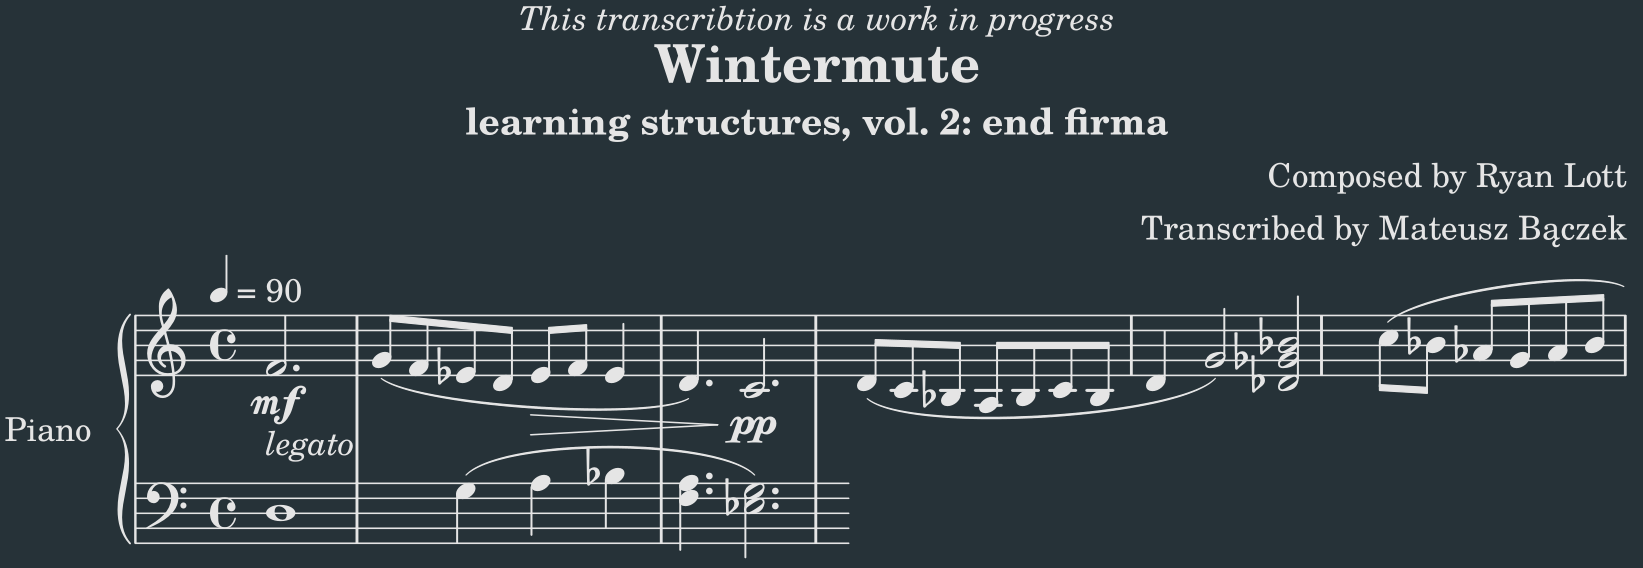 This transcribtion is a work in progress
Wintermute
learning structures, vol. 2: end firma
Composed by Ryan Lott
Transcribed by Mateusz Bączek
= 90
mf
legato
Piano
pp